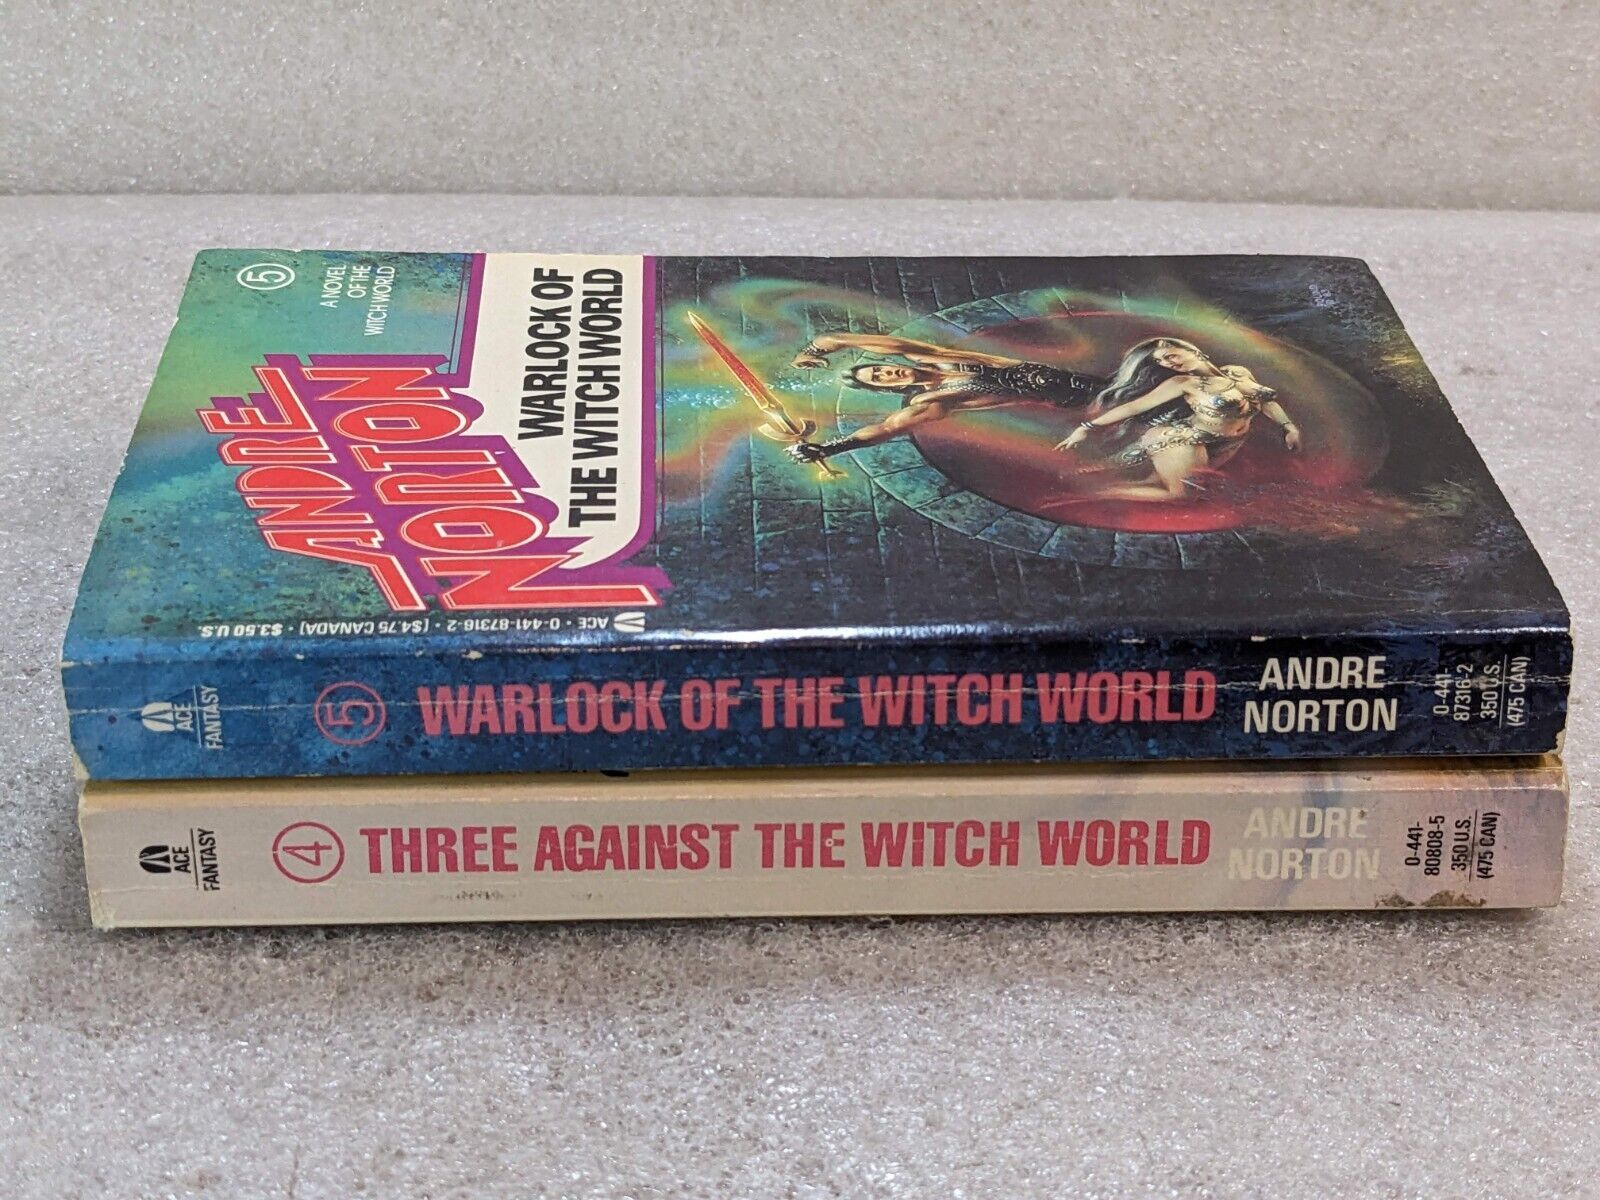 5
A NOVEL
OF THE
WITCH WORLD
ANDRE
NORTON
WARLOCK OF
THE WITCH WORLD
ACE • 0-441-87316-2 • [$4.75 CANADA] • $3.50 U.S.
ACE
FANTASY
5
WARLOCK OF THE WITCH WORLD
ANDRE
NORTON
0-441-
87316-2
350 U.S.
(475 CAN)
ACE
FANTASY
4
THREE AGAINST THE WITCH WORLD
ANDRE
NORTON
0-441-
80808-5
350 U.S.
(475 CAN)